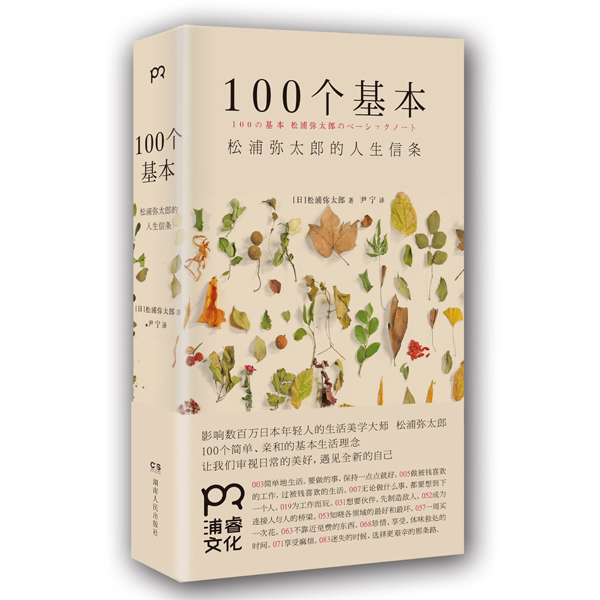 100个
基本
松浦弥太郎的
人生信条
[日]松浦弥太郎 著
尹宁 译
CS
湖南人民出版社
100个基本
100の基本 松浦弥太郎のベーシックノート
松浦弥太郎的人生信条
[日]松浦弥太郎 著 尹宁 译
影响数百万日本年轻人的生活美学大师 松浦弥太郎
100个简单、亲和的基本生活理念
让我们审视日常的美好，遇见全新的自己
浦睿
文化
003简单地生活。要做的事，保持一点点就好。005做被钱喜欢
的工作，过被钱喜欢的生活。007无论做什么事，都要想到下
一个人。019为工作而玩。031想要伙伴，先制造敌人。052成为
连接人与人的桥梁。053知晓各领域的最好和最坏。057一周买
一次花。063不靠近免费的东西。068珍惜、享受、体味独处的
时间。071享受麻烦。083迷失的时候，选择更艰辛的那条路。